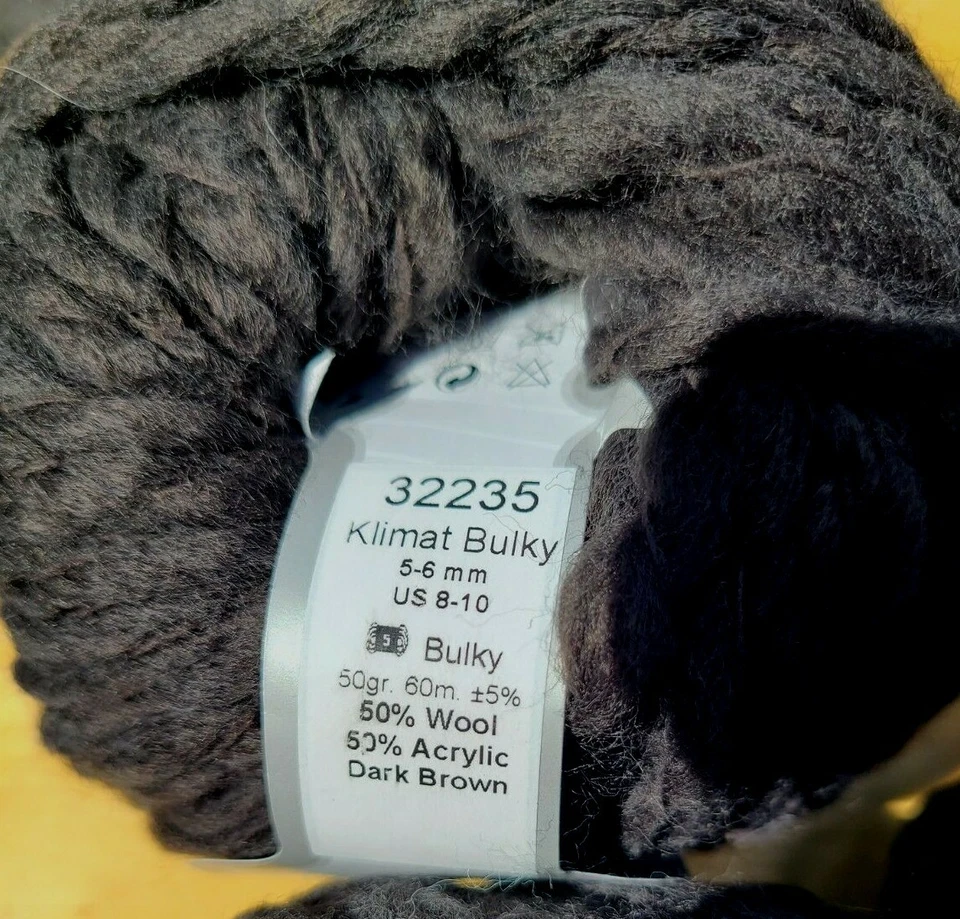 32235
Klimat Bulky
5-6 mm
US 8-10
5 Bulky
50gr. 60m. ±5%
50% Wool
50% Acrylic
Dark Brown